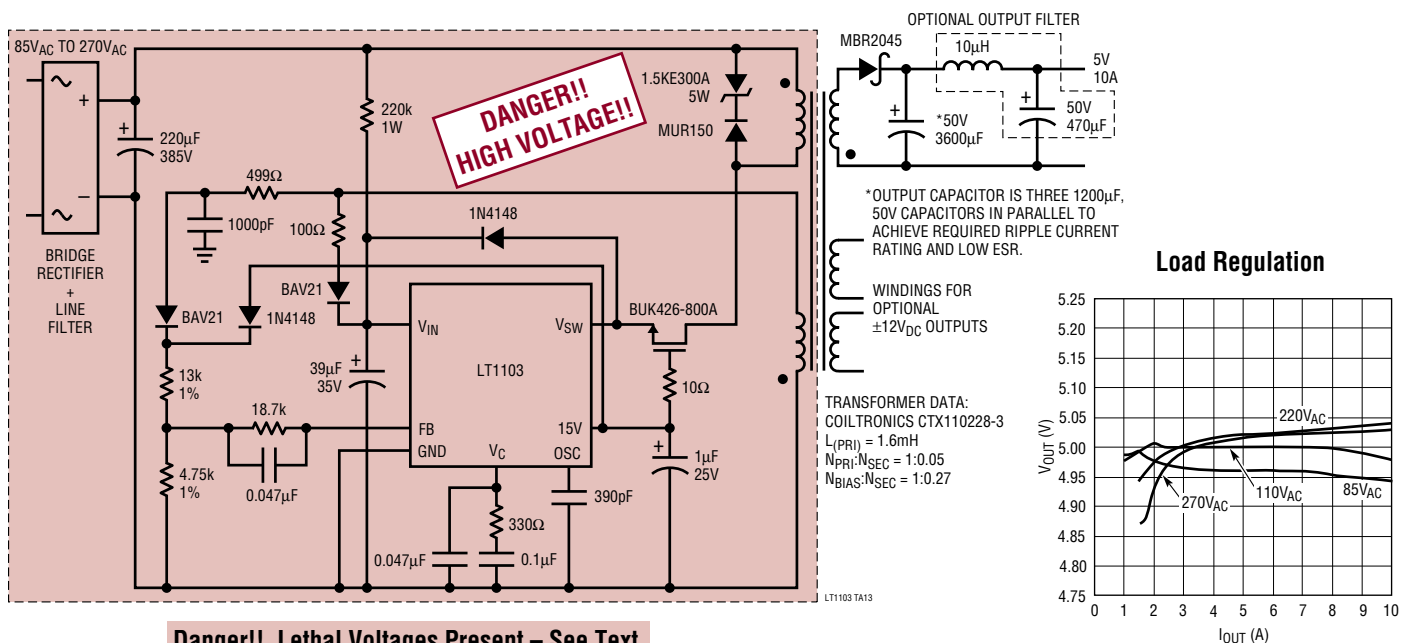 85VAC TO 270VAC
+
−
BRIDGE
RECTIFIER
+
LINE
FILTER
+
220µF
385V
499Ω
1000pF
220k
1W
100Ω
BAV21
BAV21
1N4148
1N4148
DANGER!!
HIGH VOLTAGE!!
1.5KE300A
5W
MUR150
BUK426-800A
10Ω
VIN
VSW
LT1103
FB
GND
VC
OSC
15V
+
39µF
35V
13k
1%
18.7k
0.047µF
4.75k
1%
0.047µF
330Ω
0.1µF
390pF
+
1µF
25V
LT1103 TA13
OPTIONAL OUTPUT FILTER
MBR2045
10µH
5V
10A
+
*50V
3600µF
+
50V
470µF
*OUTPUT CAPACITOR IS THREE 1200µF,
50V CAPACITORS IN PARALLEL TO
ACHIEVE REQUIRED RIPPLE CURRENT
RATING AND LOW ESR.
WINDINGS FOR
OPTIONAL
±12VDC OUTPUTS
TRANSFORMER DATA:
COILTRONICS CTX110228-3
L(PRI) = 1.6mH
NPRI:NSEC = 1:0.05
NBIAS:NSEC = 1:0.27
Load Regulation
VOUT (V)
5.25
5.20
5.15
5.10
5.05
5.00
4.95
4.90
4.85
4.80
4.75
220VAC
110VAC
85VAC
270VAC
0 1 2 3 4 5 6 7 8 9 10
IOUT (A)
Danger!! Lethal Voltages Present – See Text